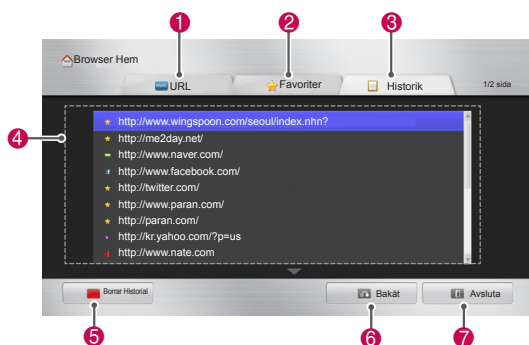 1 2 3
Browser Hem
URL Favoriter Historik 1/2 sida
4
http://www.wingspoon.com/seoul/index.nhn?
http://me2day.net/
http://www.naver.com/
http://www.facebook.com/
http://twitter.com/
http://www.paran.com/
http://paran.com/
http://kr.yahoo.com/?p=us
http://www.nate.com
Borrar Historial Bakåt Avsluta
5 6 7